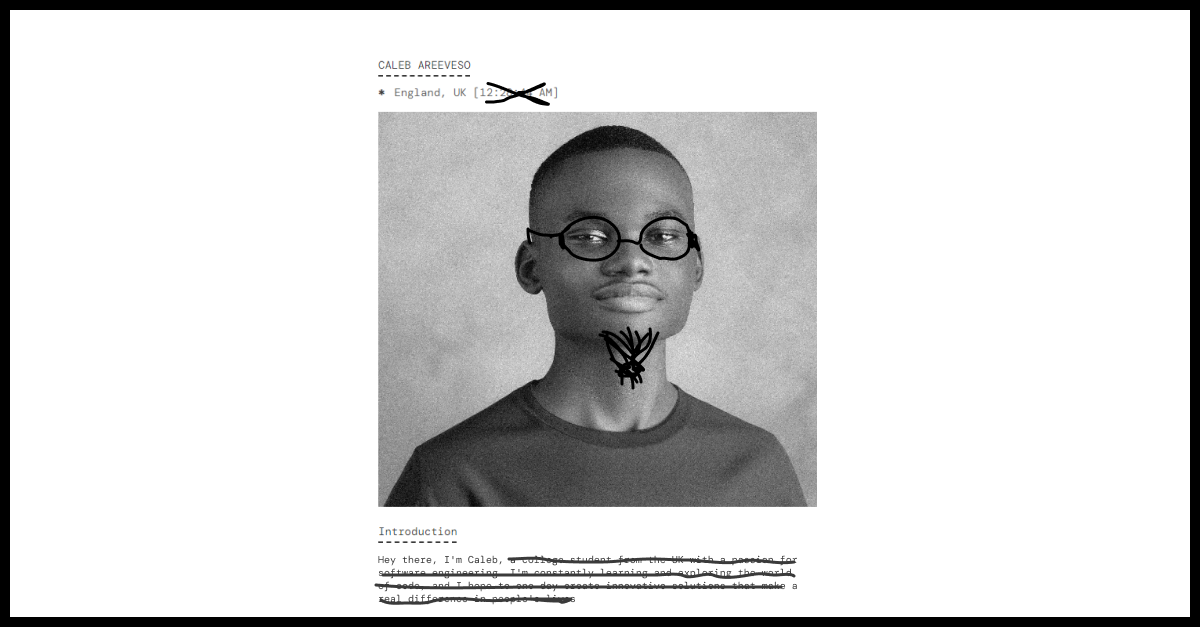 CALEB AREEVESO
* England, UK [12:2 AM]
Introduction
Hey there, I'm Caleb, a college student from the UK with a passion for
software engineering. I'm constantly learning and exploring the world
of code, and I hope to one day create innovative solutions that make a
real difference in people's lives